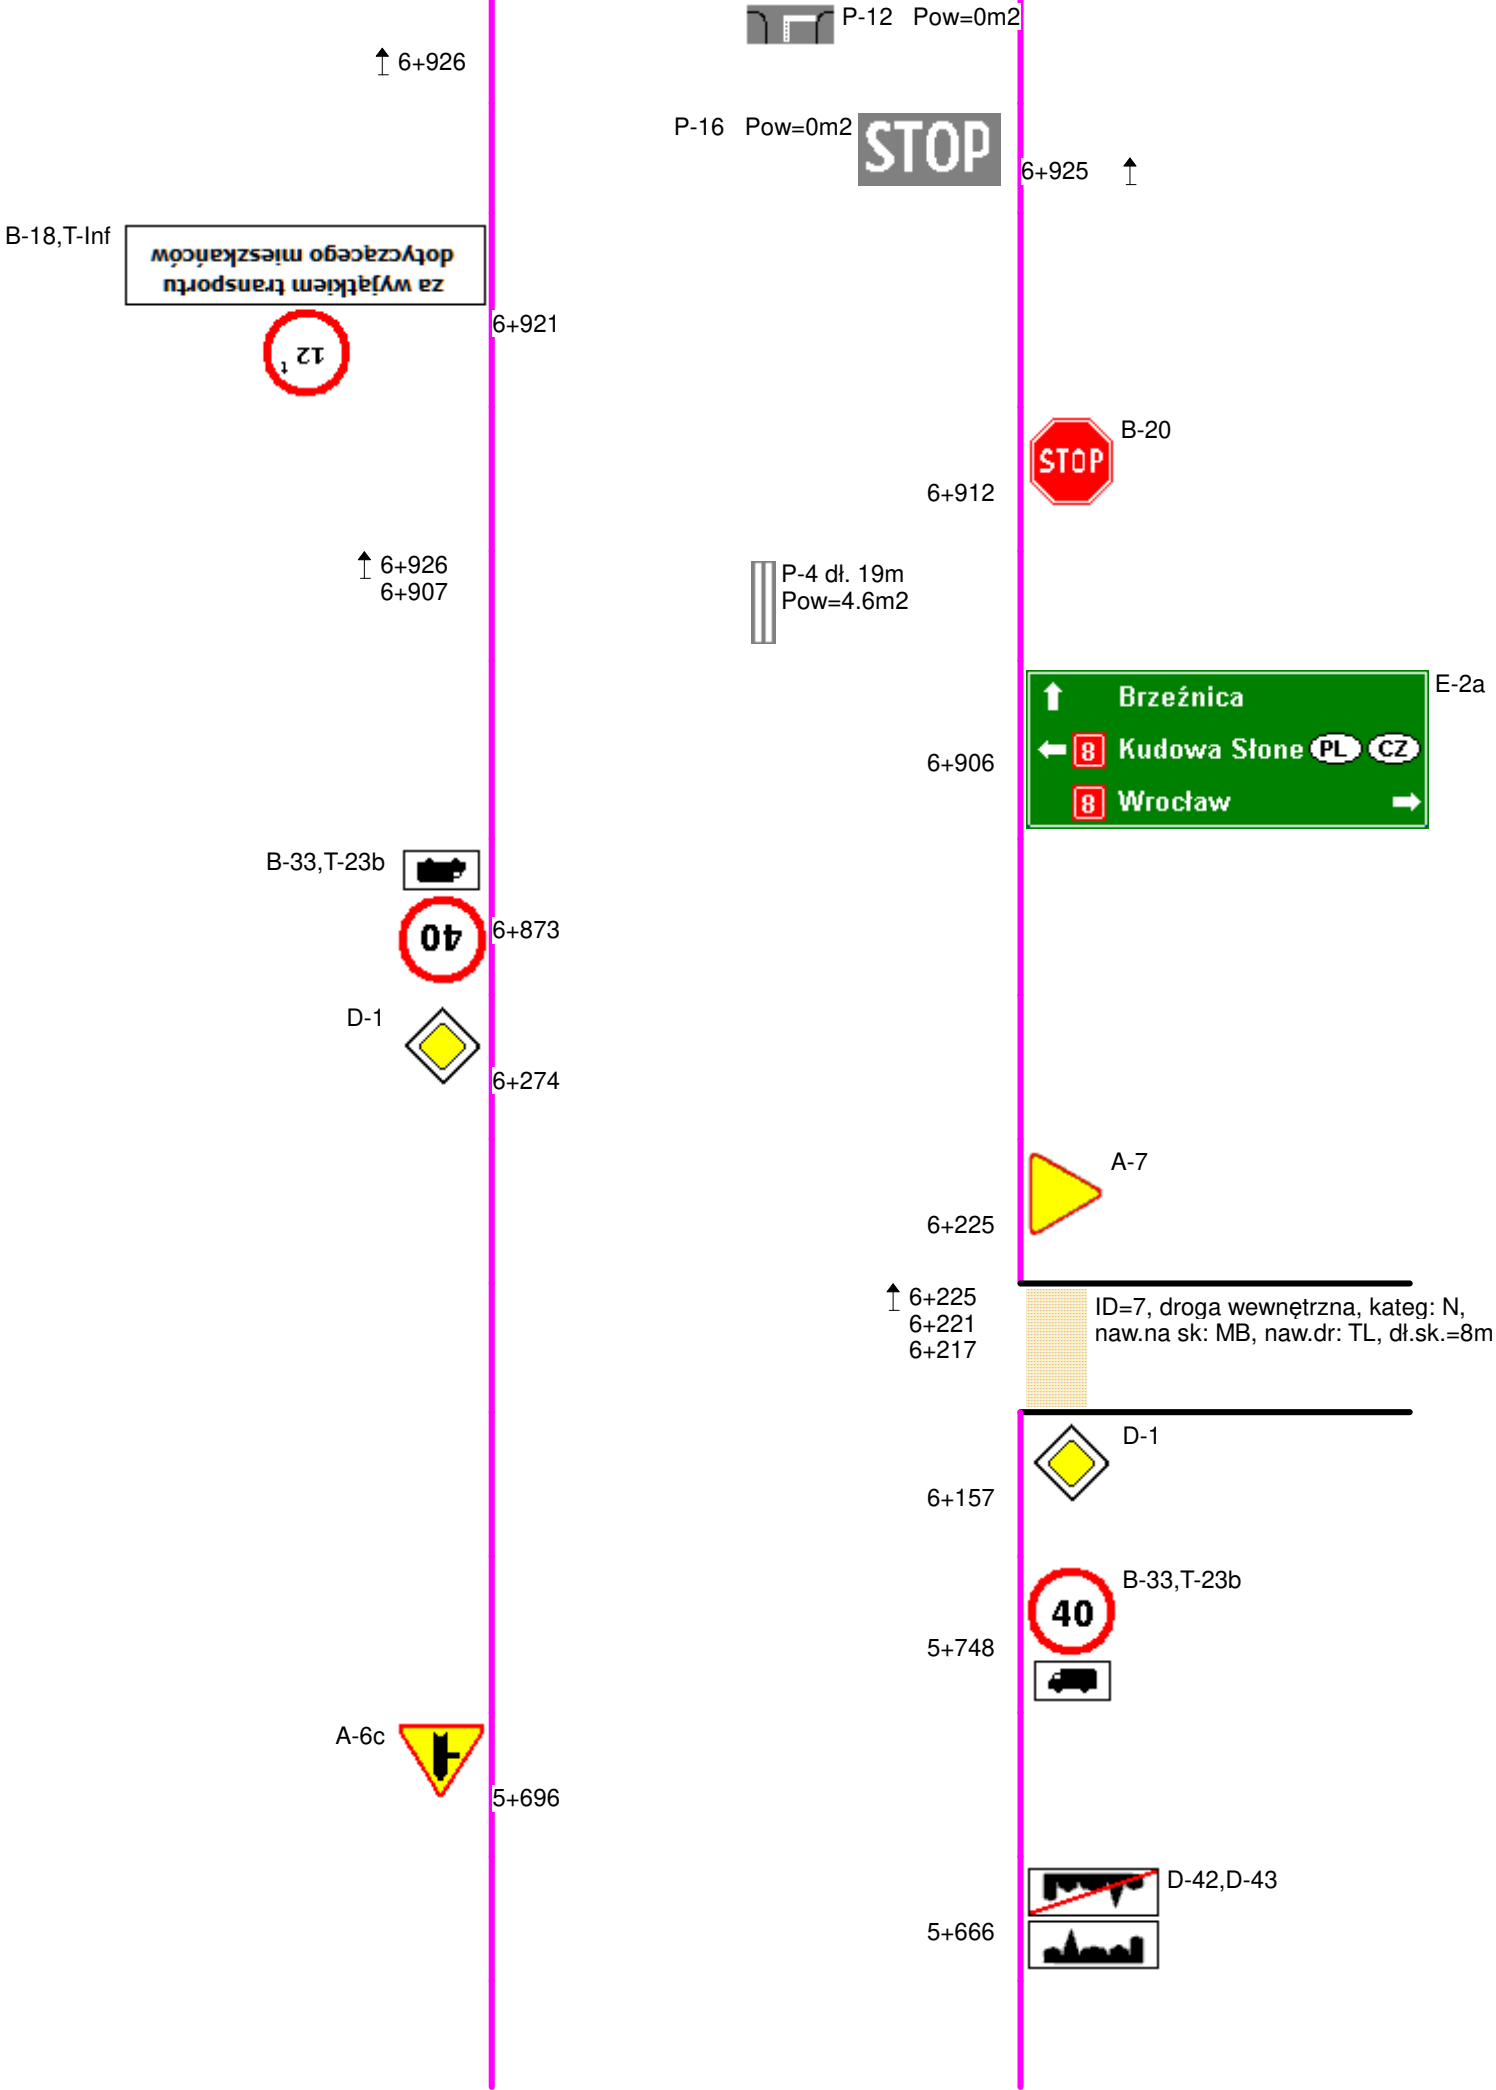 P-12 Pow=0m2
6+926
P-16 Pow=0m2
STOP
6+925
B-18,T-Inf
za wyjątkiem transportu
dotyczącego mieszkańców
6+921
12 t
B-20
STOP
6+912
6+926
6+907
P-4 dł. 19m
Pow=4.6m2
E-2a
Brzeźnica
8 Kudowa Słone PL CZ
8 Wrocław
6+906
B-33,T-23b
40
6+873
D-1
6+274
A-7
6+225
6+225
6+221
6+217
ID=7, droga wewnętrzna, kateg: N,
naw.na sk: MB, naw.dr: TL, dł.sk.=8m
D-1
6+157
B-33,T-23b
40
5+748
A-6c
5+696
D-42,D-43
5+666